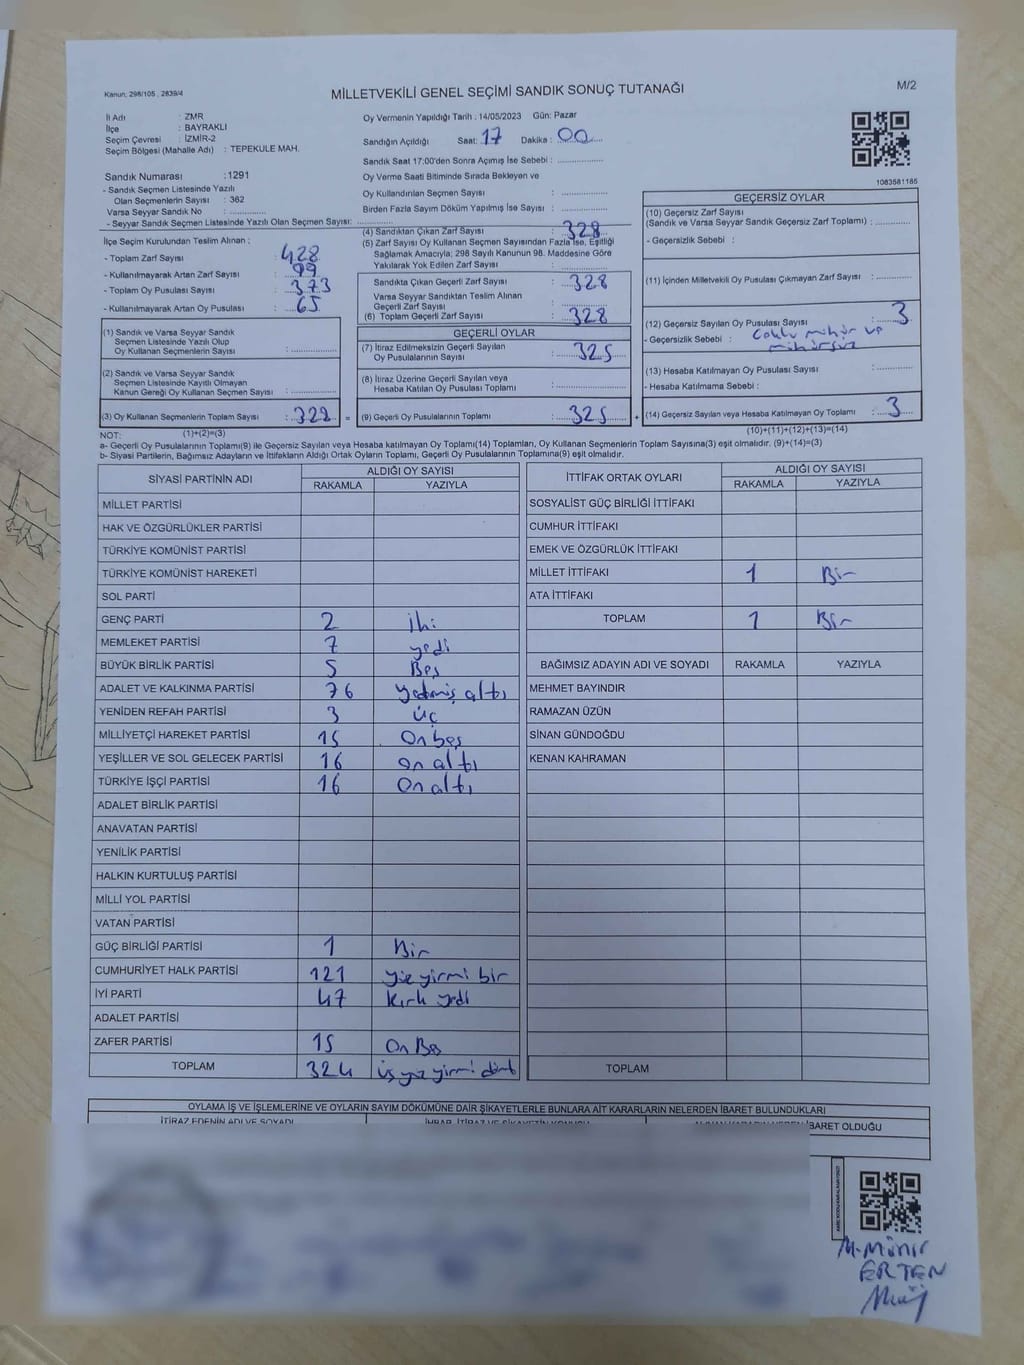 Kanun, 298/105 , 2839/4
MİLLETVEKİLİ GENEL SEÇİMİ SANDIK SONUÇ TUTANAĞI
M/2
İl Adı : ZMR
İlçe : BAYRAKLI
Seçim Çevresi : İZMİR-2
Seçim Bölgesi (Mahalle Adı) : TEPEKULE MAH.
Oy Vermenin Yapıldığı Tarih : 14/05/2023 Gün: Pazar
Sandığın Açıldığı Saat: 17 Dakika : 00
Sandık Saat 17:00'den Sonra Açımış İse Sebebi :
Oy Verme Saati Bitiminde Sırada Bekleyen ve
Oy Kullandırılan Seçmen Sayısı :
Birden Fazla Sayım Döküm Yapılmış İse Sayısı :
1083581185
Sandık Numarası : 1291
- Sandık Seçmen Listesinde Yazılı
Olan Seçmenlerin Sayısı : 362
Varsa Seyyar Sandık No :
- Seyyar Sandık Seçmen Listesinde Yazılı Olan Seçmen Sayısı:
İlçe Seçim Kurulundan Teslim Alınan :
- Toplam Zarf Sayısı : 428
- Kullanılmayarak Artan Zarf Sayısı : 99
- Toplam Oy Pusulası Sayısı : 373
- Kullanılmayarak Artan Oy Pusulası : 65
(1) Sandık ve Varsa Seyyar Sandık
Seçmen Listesinde Yazılı Olup
Oy Kullanan Seçmenlerin Sayısı :
(2) Sandık ve Varsa Seyyar Sandık
Seçmen Listesinde Kayıtlı Olmayan
Kanun Gereği Oy Kullanan Seçmen Sayısı :
(3) Oy Kullanan Seçmenlerin Toplam Sayısı : 328 =
(4) Sandıktan Çıkan Zarf Sayısı : 328
(5) Zarf Sayısı Oy Kullanan Seçmen Sayısından Fazla İse, Eşitliği
Sağlamak Amacıyla; 298 Sayılı Kanunun 98. Maddesine Göre
Yakılarak Yok Edilen Zarf Sayısı :
Sandıkta Çıkan Geçerli Zarf Sayısı : 328
Varsa Seyyar Sandıktan Teslim Alınan
Geçerli Zarf Sayısı :
(6) Toplam Geçerli Zarf Sayısı : 328
GEÇERLİ OYLAR
(7) İtiraz Edilmeksizin Geçerli Sayılan
Oy Pusulalarının Sayısı : 325
(8) İtiraz Üzerine Geçerli Sayılan veya
Hesaba Katılan Oy Pusulası Toplamı :
(9) Geçerli Oy Pusulalarının Toplamı : 325 +
GEÇERSİZ OYLAR
(10) Geçersiz Zarf Sayısı
(Sandık ve Varsa Seyyar Sandık Geçersiz Zarf Toplamı) :
- Geçersizlik Sebebi :
(11) İçinden Milletvekili Oy Pusulası Çıkmayan Zarf Sayısı :
(12) Geçersiz Sayılan Oy Pusulası Sayısı : 3
- Geçersizlik Sebebi : Çoklu mühür ve
mühürsüz
(13) Hesaba Katılmayan Oy Pusulası Sayısı :
- Hesaba Katılmama Sebebi :
(14) Geçersiz Sayılan veya Hesaba Katılmayan Oy Toplamı : 3
NOT: (1)+(2)=(3)
(10)+(11)+(12)+(13)=(14)
a- Geçerli Oy Pusulalarının Toplamı(9) ile Geçersiz Sayılan veya Hesaba katılmayan Oy Toplamı(14) Toplamları, Oy Kullanan Seçmenlerin Toplam Sayısına(3) eşit olmalıdır. (9)+(14)=(3)
b- Siyasi Partilerin, Bağımsız Adayların ve İttifakların Aldığı Ortak Oyların Toplamı, Geçerli Oy Pusulalarının Toplamına(9) eşit olmalıdır.
SİYASİ PARTİNİN ADI
ALDIĞI OY SAYISI
RAKAMLA YAZIYLA
MİLLET PARTİSİ
HAK VE ÖZGÜRLÜKLER PARTİSİ
TÜRKİYE KOMÜNİST PARTİSİ
TÜRKİYE KOMÜNİST HAREKETİ
SOL PARTİ
GENÇ PARTİ 2 iki
MEMLEKET PARTİSİ 7 yedi
BÜYÜK BİRLİK PARTİSİ 5 Beş
ADALET VE KALKINMA PARTİSİ 76 yetmiş altı
YENİDEN REFAH PARTİSİ 3 üç
MİLLİYETÇİ HAREKET PARTİSİ 15 On beş
YEŞİLLER VE SOL GELECEK PARTİSİ 16 on altı
TÜRKİYE İŞÇİ PARTİSİ 16 On altı
ADALET BİRLİK PARTİSİ
ANAVATAN PARTİSİ
YENİLİK PARTİSİ
HALKIN KURTULUŞ PARTİSİ
MİLLİ YOL PARTİSİ
VATAN PARTİSİ
GÜÇ BİRLİĞİ PARTİSİ 1 Bir
CUMHURİYET HALK PARTİSİ 121 yüz yirmi bir
İYİ PARTİ 47 kırk yedi
ADALET PARTİSİ
ZAFER PARTİSİ 15 On Beş
TOPLAM 324 üç yüz yirmi dört
İTTİFAK ORTAK OYLARI
ALDIĞI OY SAYISI
RAKAMLA YAZIYLA
SOSYALİST GÜÇ BİRLİĞİ İTTİFAKI
CUMHUR İTTİFAKI
EMEK VE ÖZGÜRLÜK İTTİFAKI
MİLLET İTTİFAKI 1 Bir
ATA İTTİFAKI
TOPLAM 1 Bir
BAĞIMSIZ ADAYIN ADI VE SOYADI RAKAMLA YAZIYLA
MEHMET BAYINDIR
RAMAZAN ÜZÜN
SİNAN GÜNDOĞDU
KENAN KAHRAMAN
TOPLAM
OYLAMA İŞ VE İŞLEMLERİNE VE OYLARIN SAYIM DÖKÜMÜNE DAİR ŞİKAYETLERLE BUNLARA AİT KARARLARIN NELERDEN İBARET BULUNDUKLARI
İTİRAZ EDENİN ADI VE SOYADI
İBARET OLDUĞU
M. Münir
ERTEN